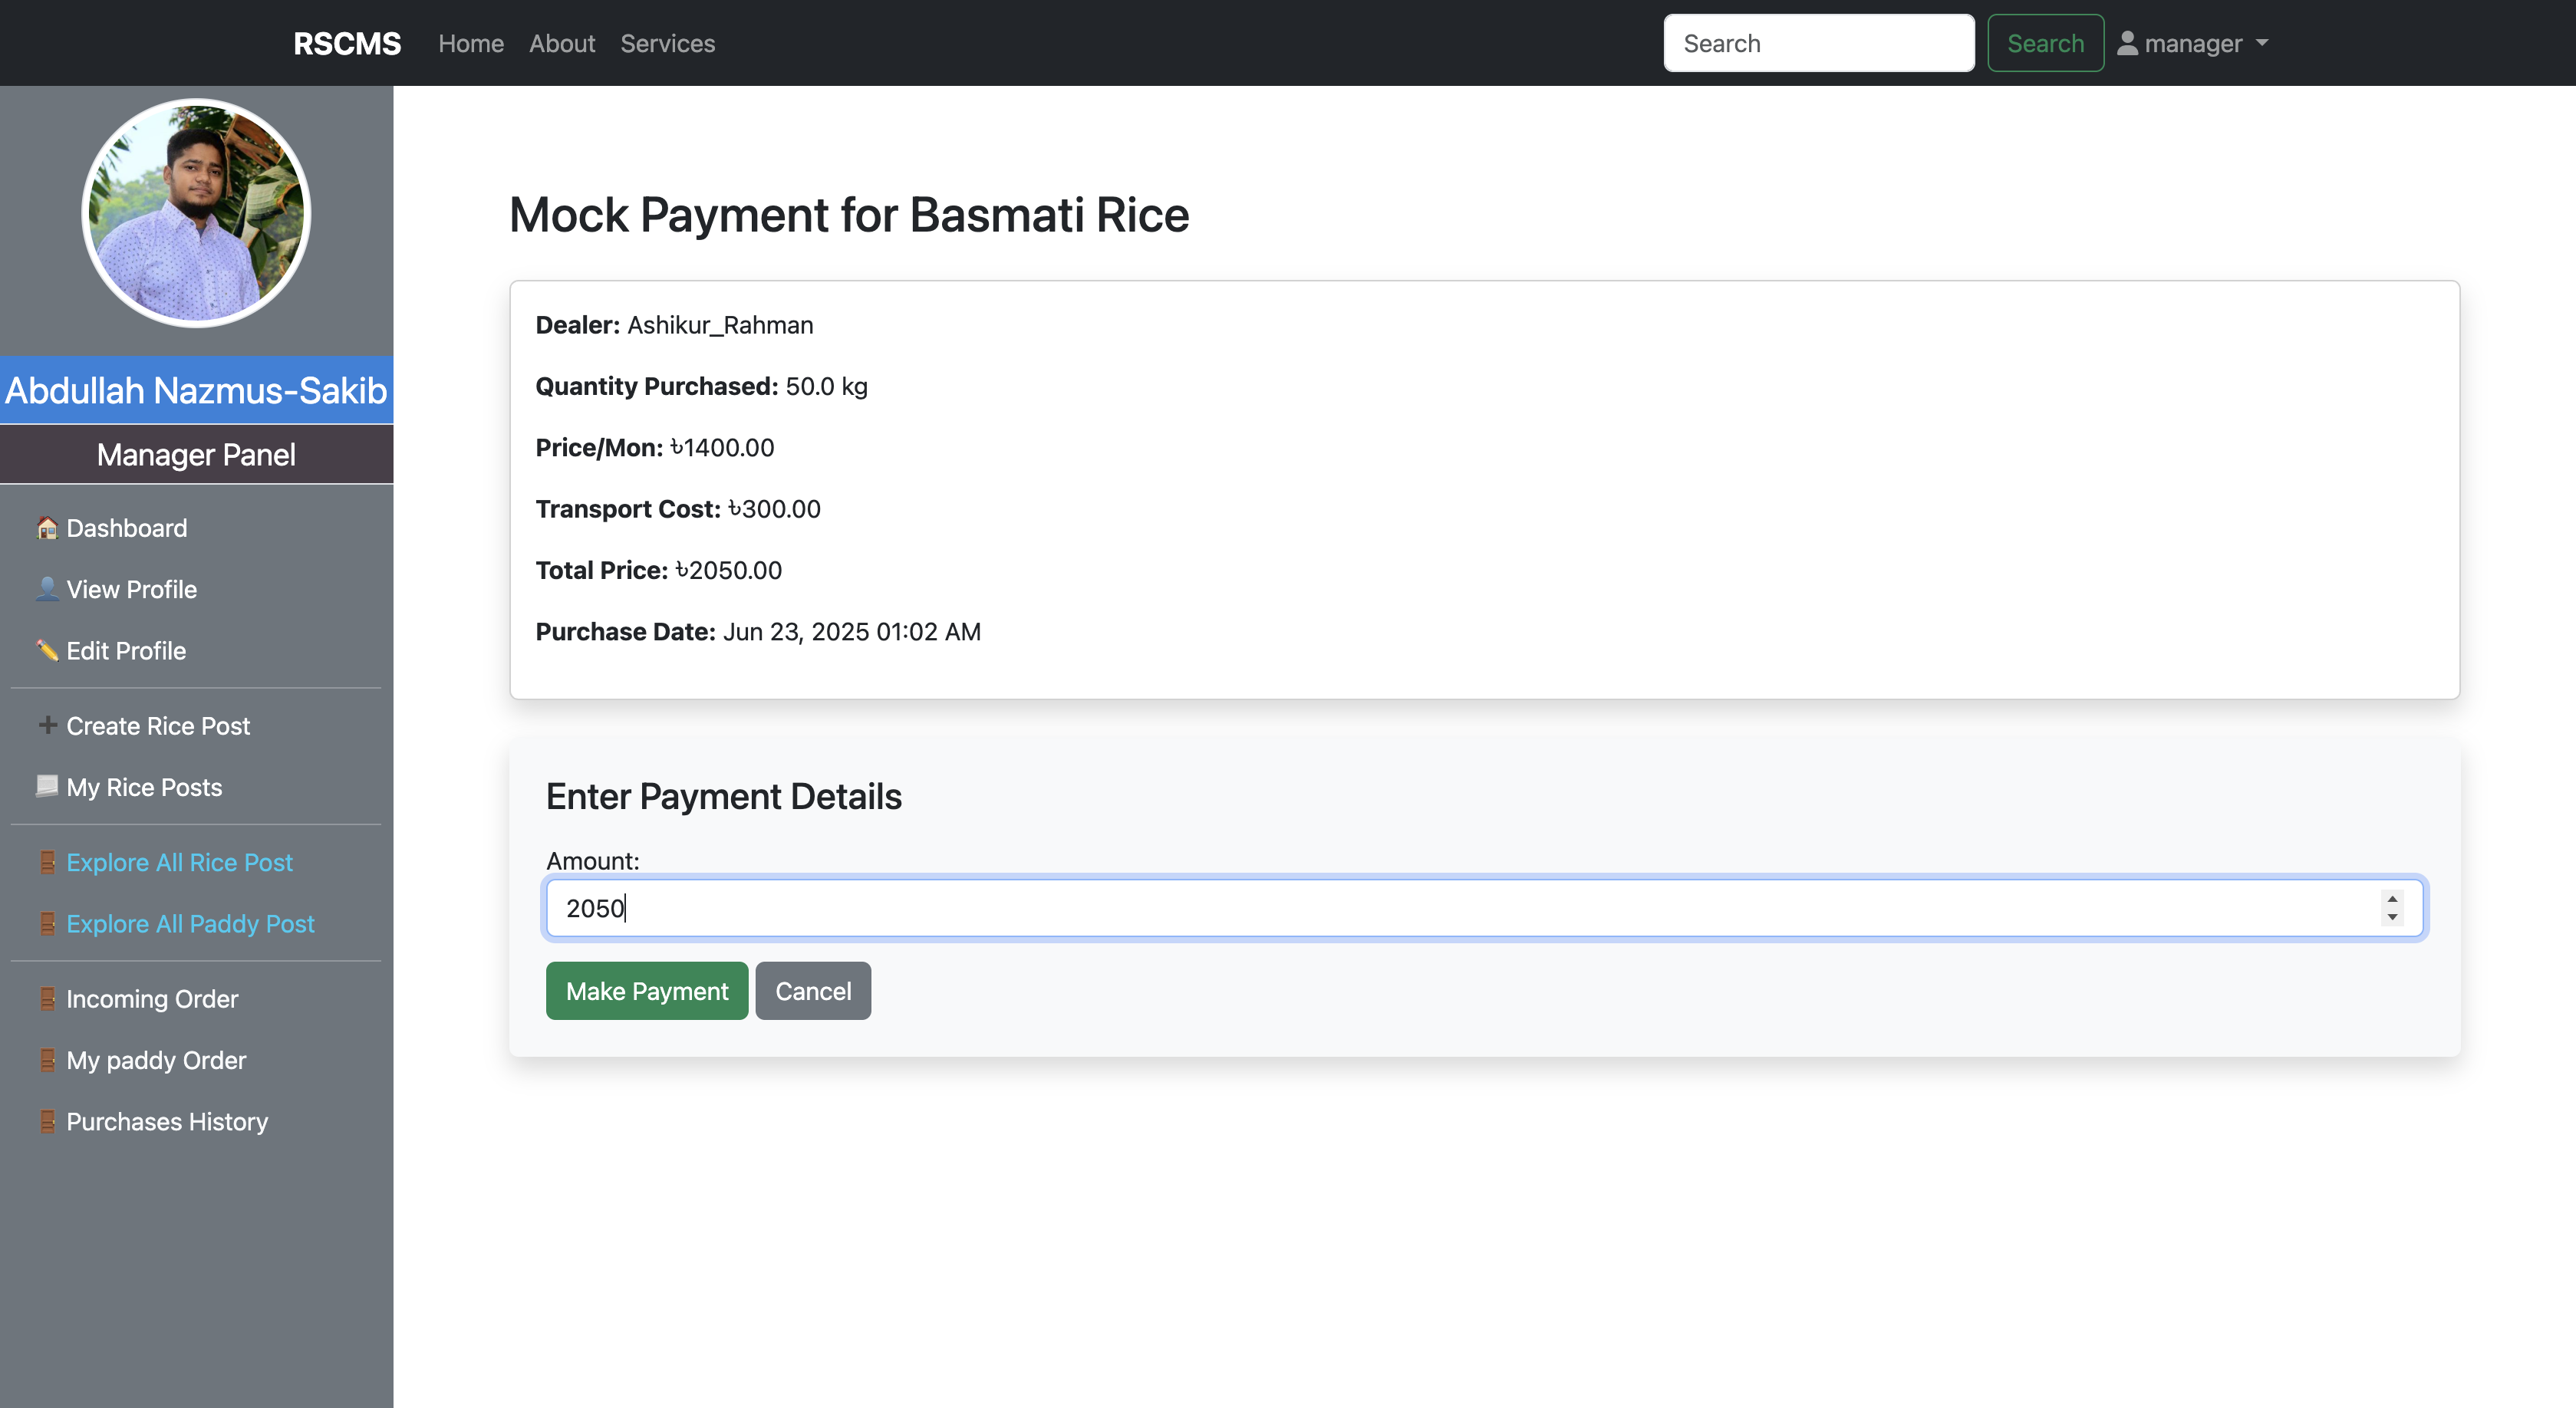 RSCMS Home About Services Search Search manager
Abdullah Nazmus-Sakib
Manager Panel
Dashboard
View Profile
Edit Profile
Create Rice Post
My Rice Posts
Explore All Rice Post
Explore All Paddy Post
Incoming Order
My paddy Order
Purchases History
Mock Payment for Basmati Rice
Dealer: Ashikur_Rahman
Quantity Purchased: 50.0 kg
Price/Mon: ৳1400.00
Transport Cost: ৳300.00
Total Price: ৳2050.00
Purchase Date: Jun 23, 2025 01:02 AM
Enter Payment Details
Amount:
2050
Make Payment Cancel